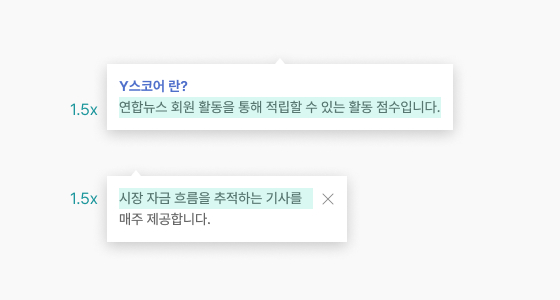 Y스코어 란?
1.5x
연합뉴스 회원 활동을 통해 적립할 수 있는 활동 점수입니다.
1.5x
시장 자금 흐름을 추적하는 기사를
매주 제공합니다.